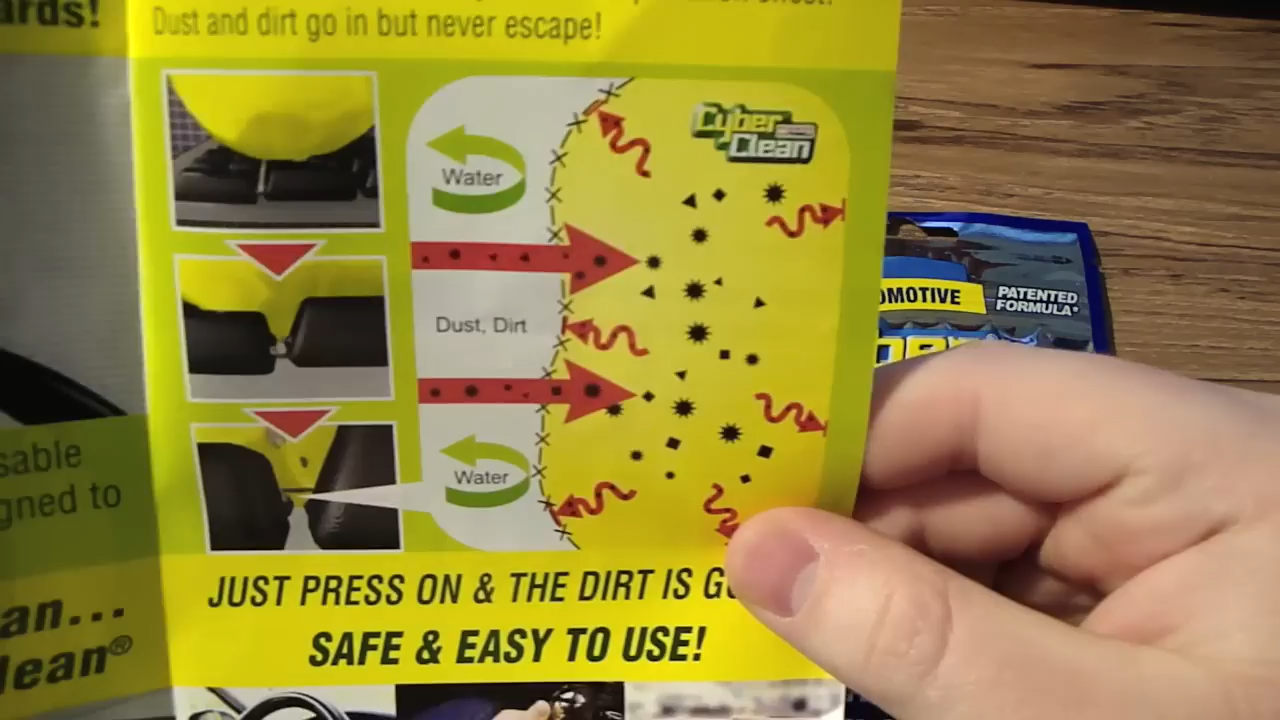 ards!
Dust and dirt go in but never escape!
Cyber
Clean
Water
Dust, Dirt
Water
OMOTIVE
PATENTED
FORMULA*
sable
gned to
an...
lean®
JUST PRESS ON & THE DIRT IS G
SAFE & EASY TO USE!